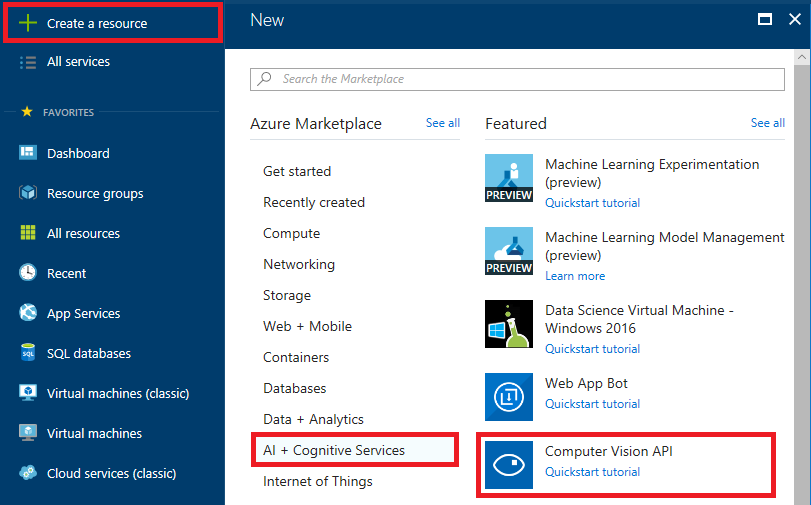 Create a resource
All services
FAVORITES
Dashboard
Resource groups
All resources
Recent
App Services
SQL
SQL databases
Virtual machines (classic)
Virtual machines
Cloud services (classic)
New
Search the Marketplace
Azure Marketplace
See all
Get started
Recently created
Compute
Networking
Storage
Web + Mobile
Containers
Databases
Data + Analytics
AI + Cognitive Services
Internet of Things
Featured
See all
PREVIEW
Machine Learning Experimentation
(preview)
Quickstart tutorial
PREVIEW
Machine Learning Model Management
(preview)
Learn more
Data Science Virtual Machine -
Windows 2016
Quickstart tutorial
Web App Bot
Quickstart tutorial
Computer Vision API
Quickstart tutorial